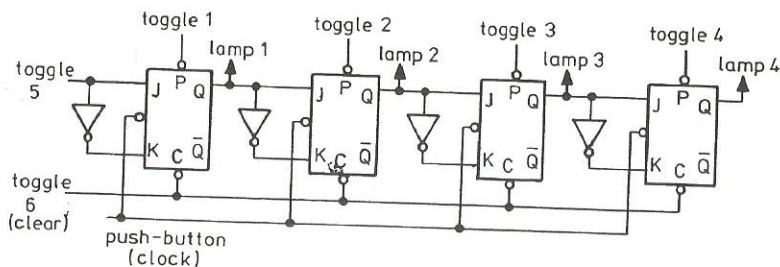 toggle 1
toggle 2
toggle 3
toggle 4
lamp 1
lamp 2
lamp 3
lamp 4
toggle
5
J P Q
K C Q̅
J P Q
K C Q̅
J P Q
K C Q̅
J P Q
K C Q̅
toggle
6
(clear)
push-button
(clock)